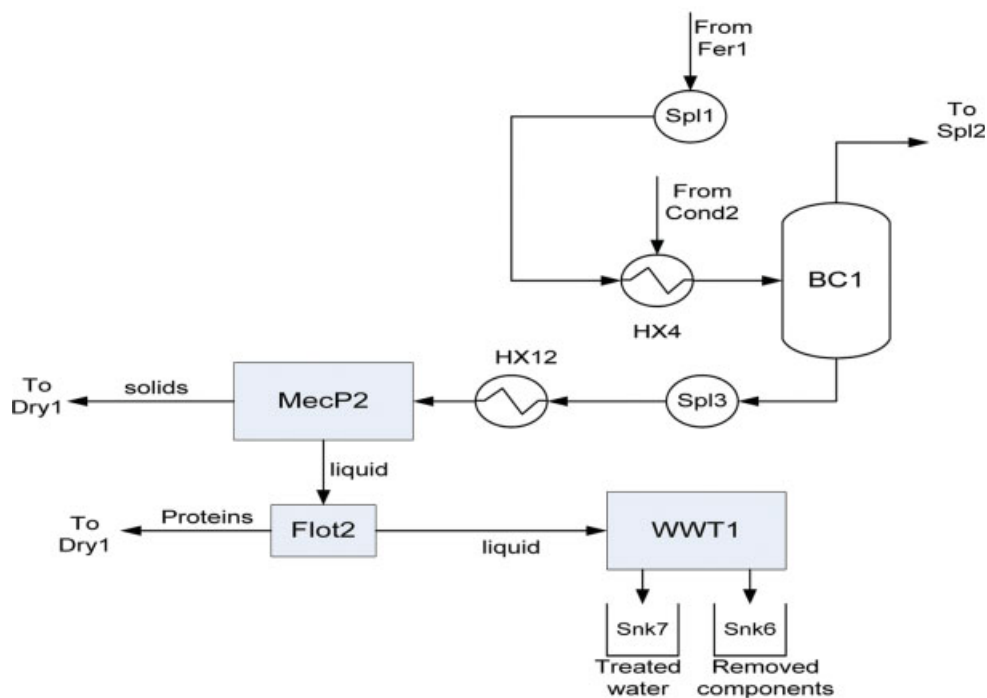 From
Fer1
Spl1
To
Spl2
From
Cond2
BC1
HX4
HX12
To
Dry1
solids
MecP2
Spl3
liquid
To
Dry1
Proteins
Flot2
liquid
WWT1
Snk7
Snk6
Treated
water
Removed
components